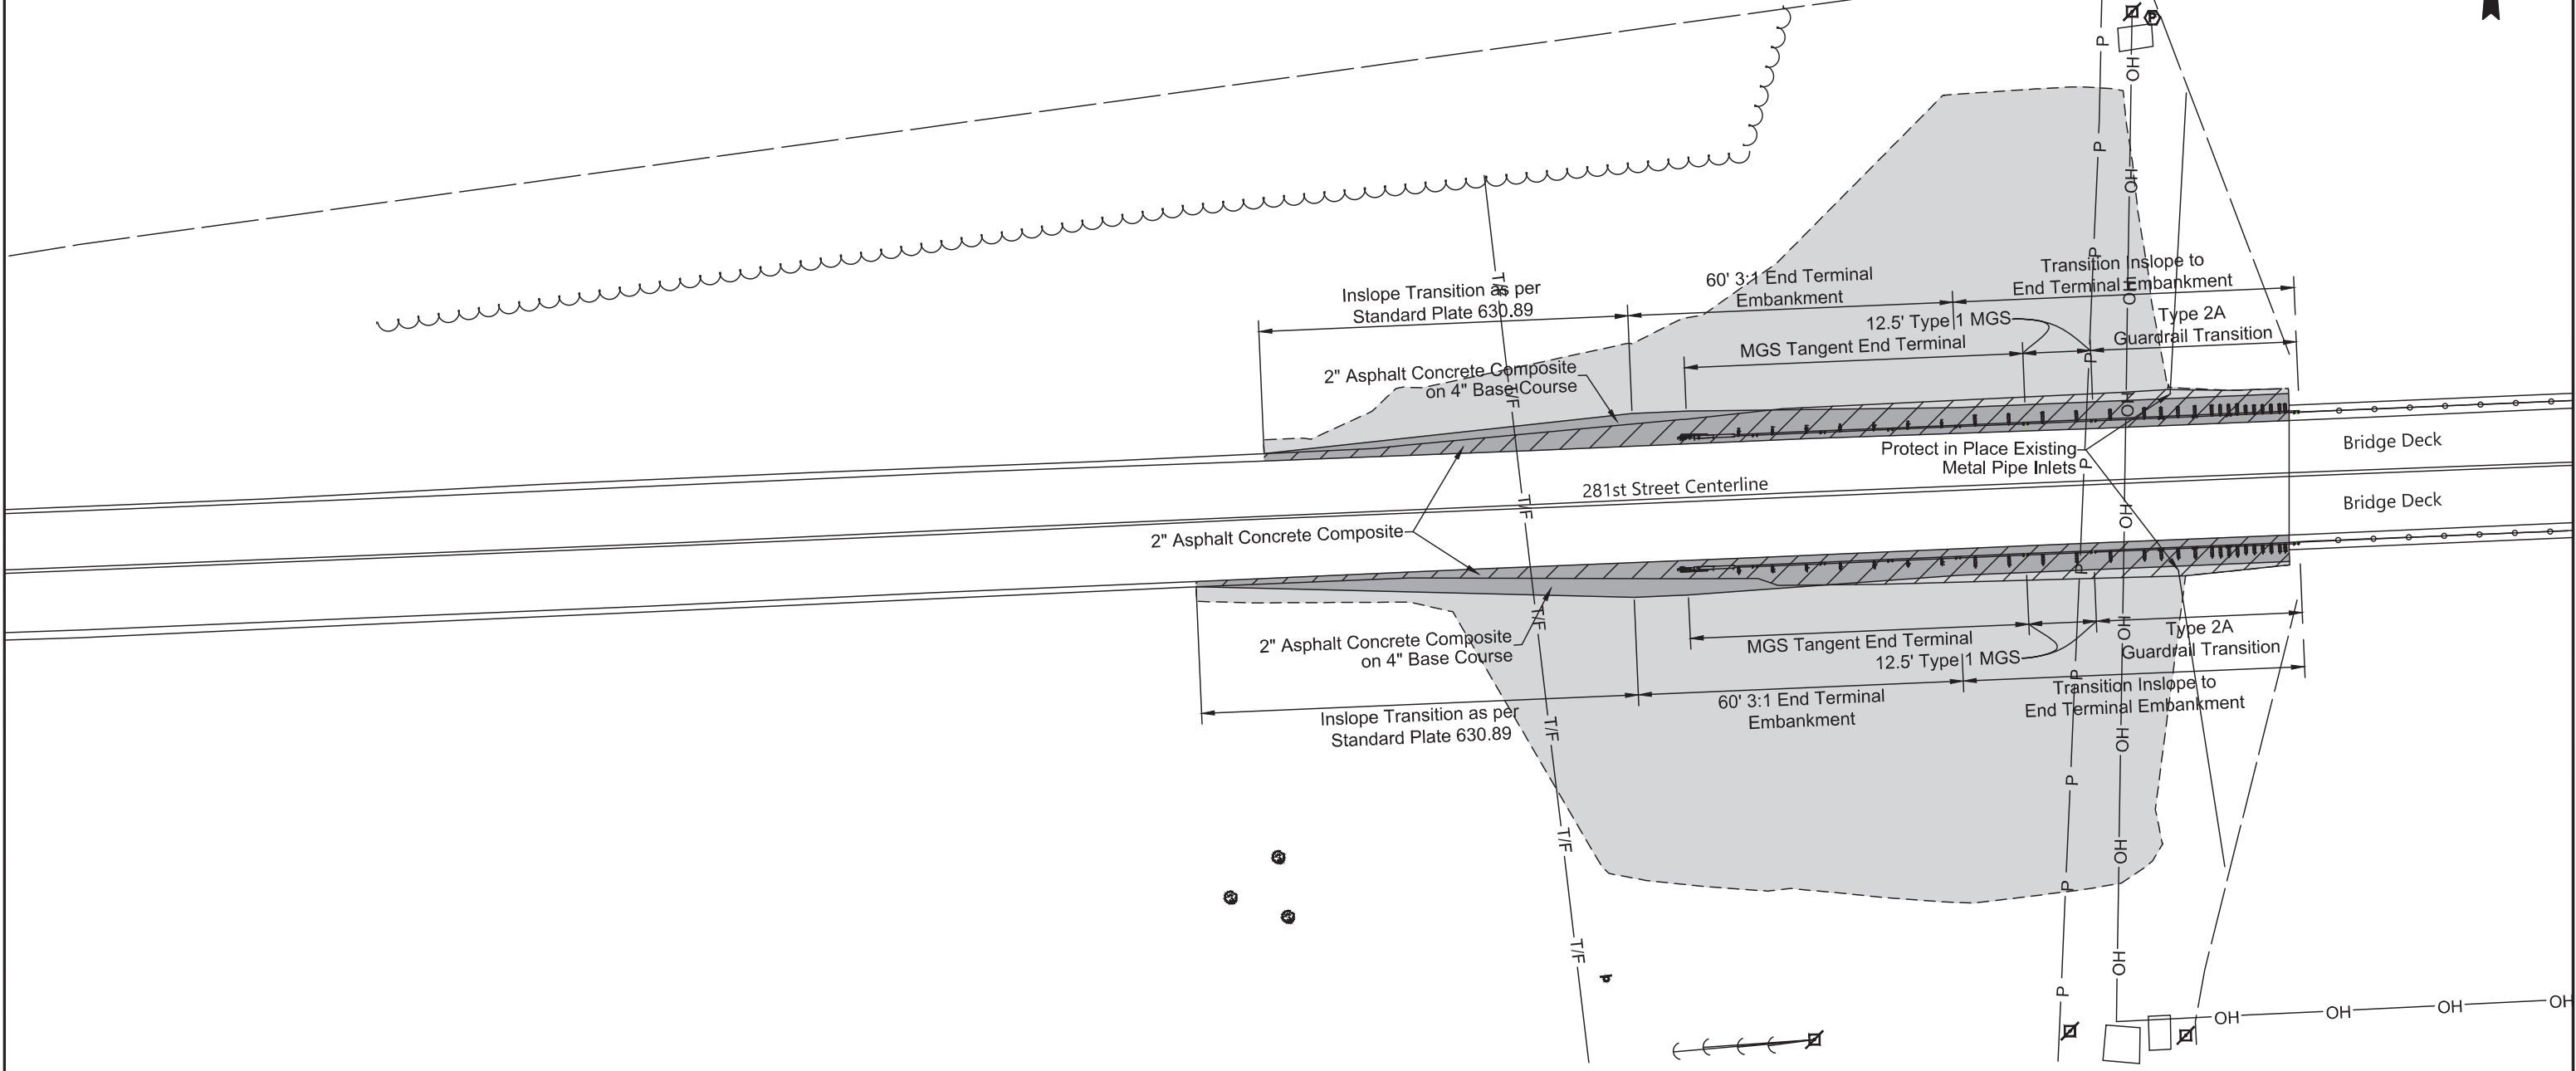 P
OH
P
P
OH
P
OH
P
OH
Transition Inslope to
End Terminal Embankment
60' 3:1 End Terminal
Embankment
T/F
Inslope Transition as per
Standard Plate 630.89
12.5' Type 1 MGS
Type 2A
Guardrail Transition
MGS Tangent End Terminal
P
2" Asphalt Concrete Composite
on 4" Base Course
T/F
OH
Protect in Place Existing
Metal Pipe Inlets
P
Bridge Deck
281st Street Centerline
Bridge Deck
T/F
OH
2" Asphalt Concrete Composite
P
T/F
OH
2" Asphalt Concrete Composite
on 4" Base Course
MGS Tangent End Terminal
12.5' Type 1 MGS
Type 2A
Guardrail Transition
P
Transition Inslope to
End Terminal Embankment
60' 3:1 End Terminal
Embankment
Inslope Transition as per
Standard Plate 630.89
T/F
OH
P
T/F
OH
P
T/F
OH
P
OH
OH
OH
OH